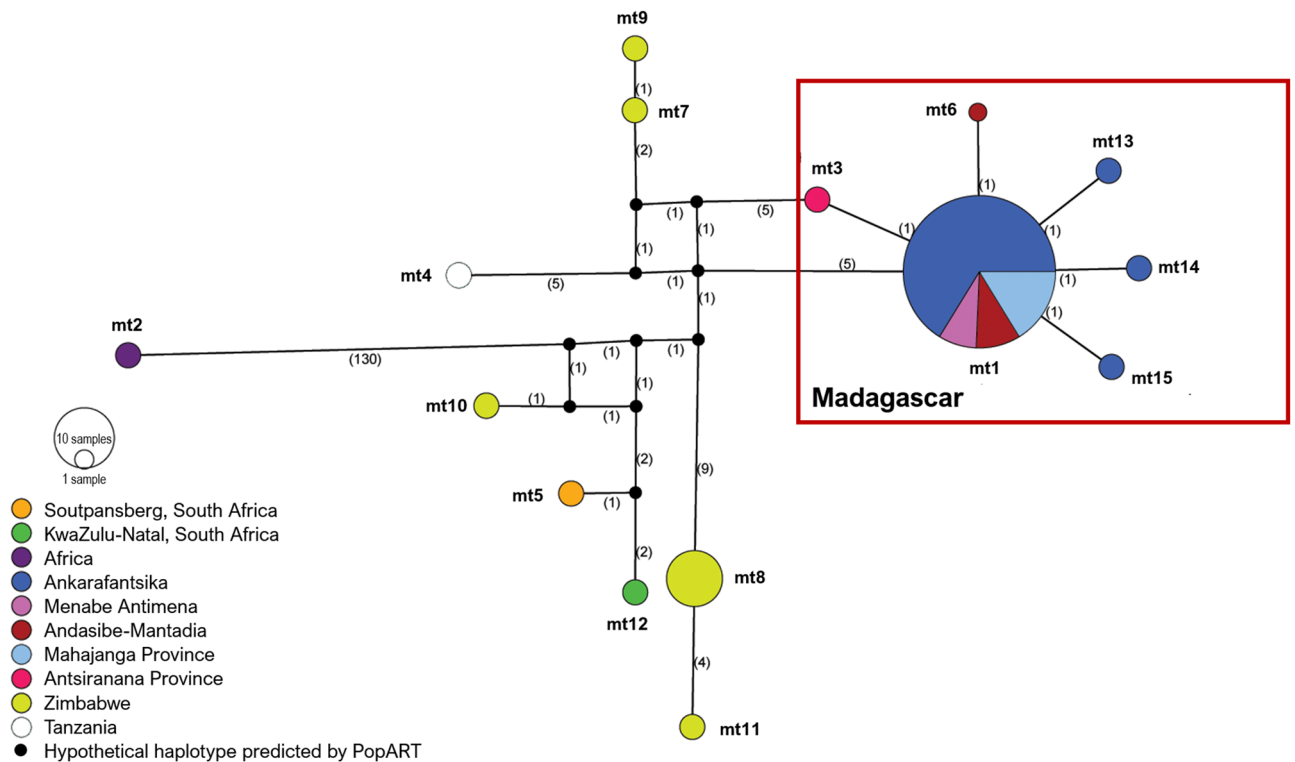 mt9
(1)
mt7
(2)
mt6
mt13
mt3
(1)
(1)
(5)
(1)
(1)
(1)
(1)
mt4
(5)
(1)
(5)
(1)
mt14
(1)
(1)
mt2
(130)
(1)
(1)
(1)
(1)
mt1
mt15
Madagascar
mt10
(1)
(1)
10 samples
1 sample
(2)
(9)
mt5
(1)
(2)
mt8
mt12
(4)
mt11
Soutpansberg, South Africa
KwaZulu-Natal, South Africa
Africa
Ankarafantsika
Menabe Antimena
Andasibe-Mantadia
Mahajanga Province
Antsiranana Province
Zimbabwe
Tanzania
Hypothetical haplotype predicted by PopART